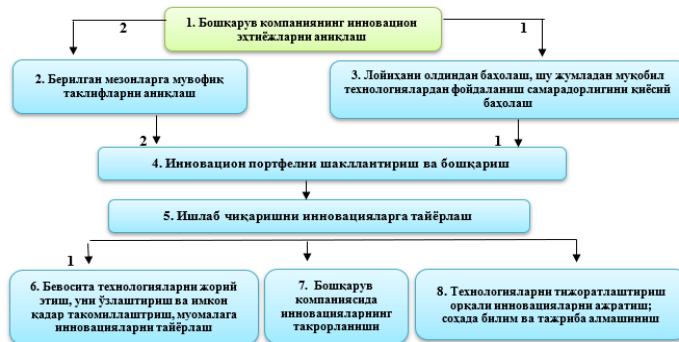 2
1. Бошқарув компаниянинг инновацион
эҳтиёжларни аниқлаш
1
2. Берилган мезонларга мувофиқ
таклифларни аниқлаш
3. Лойиҳани олдиндан баҳолаш, шу жумладан муқобил
технологиялардан фойдаланиш самарадорлигини қиёсий
баҳолаш
2
1
4. Инновацион портфелни шакллантириш ва бошқариш
5. Ишлаб чиқаришни инновацияларга тайёрлаш
1
6. Бевосита технологияларни жорий
этиш, уни ўзлаштириш ва имкон
қадар такомиллаштриш, муомалага
инновацияларни тайёрлаш
7. Бошқарув
компаниясида
инновацияларнинг
такрорланиши
8. Технологияларни тижоратлаштириш
орқали инновацияларни ажратиш;
соҳада билим ва тажриба алмашиниш